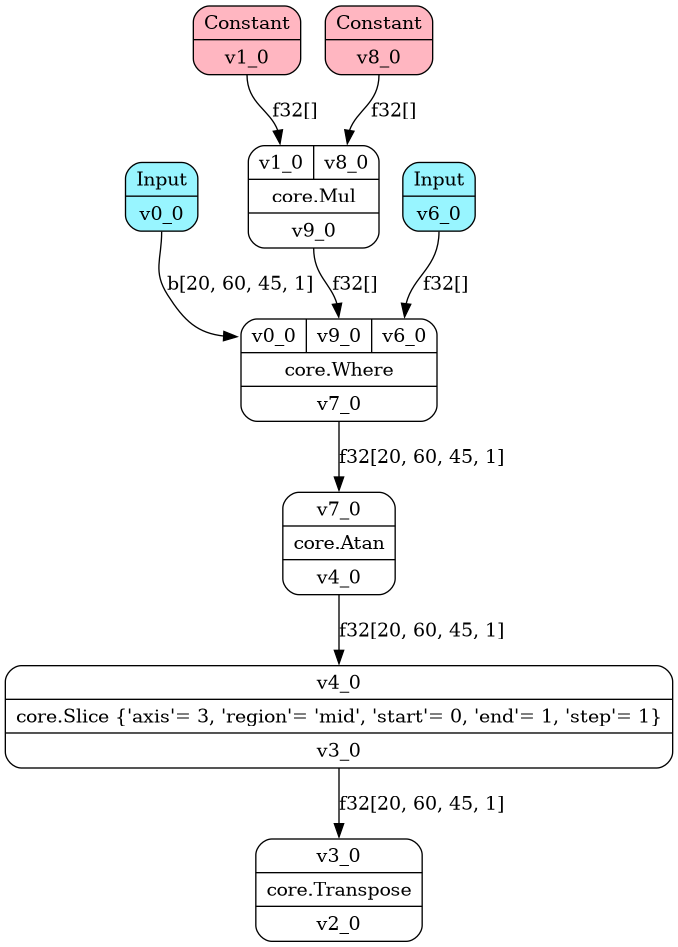 Constant
v1_0
Constant
v8_0
f32[]
f32[]
v1_0
v8_0
core.Mul
v9_0
Input
v0_0
Input
v6_0
b[20, 60, 45, 1]
f32[]
f32[]
v0_0
v9_0
v6_0
core.Where
v7_0
f32[20, 60, 45, 1]
v7_0
core.Atan
v4_0
f32[20, 60, 45, 1]
v4_0
core.Slice {'axis'= 3, 'region'= 'mid', 'start'= 0, 'end'= 1, 'step'= 1}
v3_0
f32[20, 60, 45, 1]
v3_0
core.Transpose
v2_0